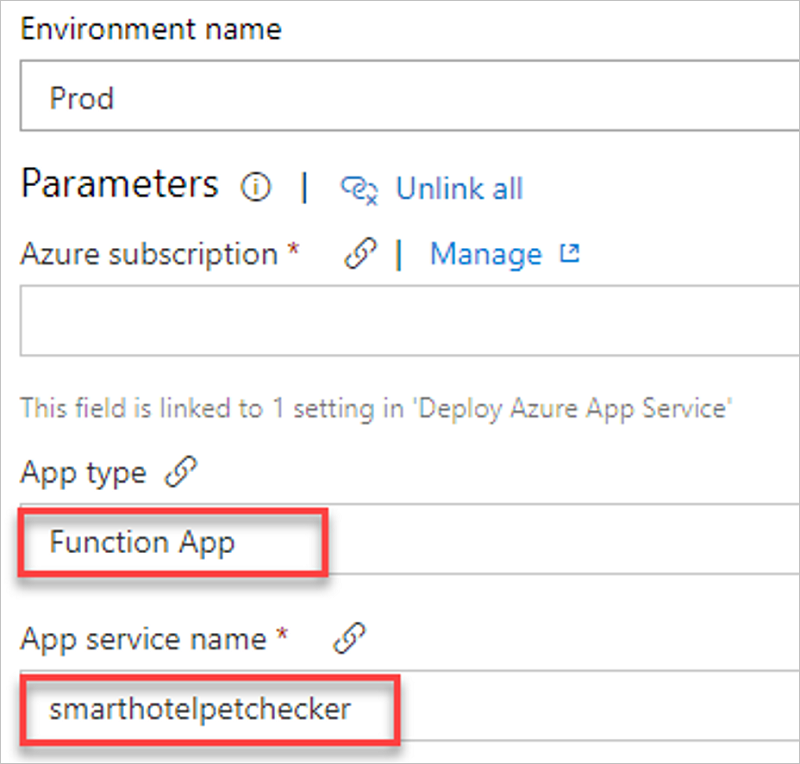 Environment name
Prod
Parameters | Unlink all
Azure subscription * | Manage
This field is linked to 1 setting in 'Deploy Azure App Service'
App type
Function App
App service name *
smarthotelpetchecker